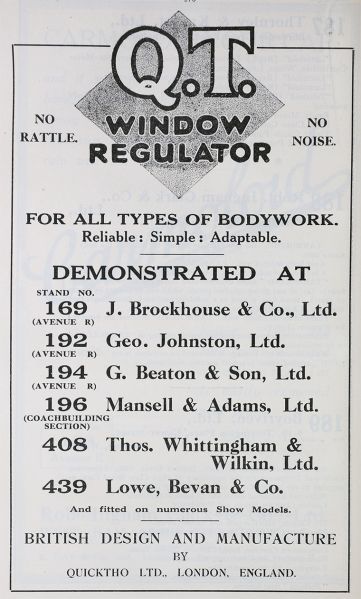 Q.T.
WINDOW
REGULATOR
NO
RATTLE.
NO
NOISE.
FOR ALL TYPES OF BODYWORK.
Reliable : Simple : Adaptable.
DEMONSTRATED AT
STAND NO.
169 J. Brockhouse & Co., Ltd.
(AVENUE R)
192 Geo. Johnston, Ltd.
(AVENUE R)
194 G. Beaton & Son, Ltd.
(AVENUE R)
196 Mansell & Adams, Ltd.
(COACHBUILDING
SECTION)
408 Thos. Whittingham &
Wilkin, Ltd.
439 Lowe, Bevan & Co.
And fitted on numerous Show Models.
BRITISH DESIGN AND MANUFACTURE
BY
QUICKTHO LTD., LONDON, ENGLAND.